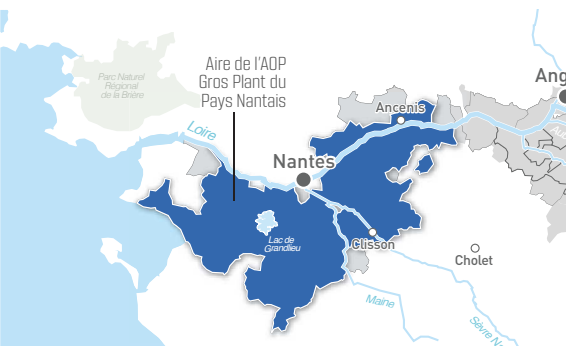 Aire de l'AOP
Gros Plant du
Pays Nantais
Parc Naturel
Régional
de la Brière
Loire
Nantes
Ancenis
Ang
Lac de
Grandlieu
Clisson
Cholet
Maine
Sèvre N